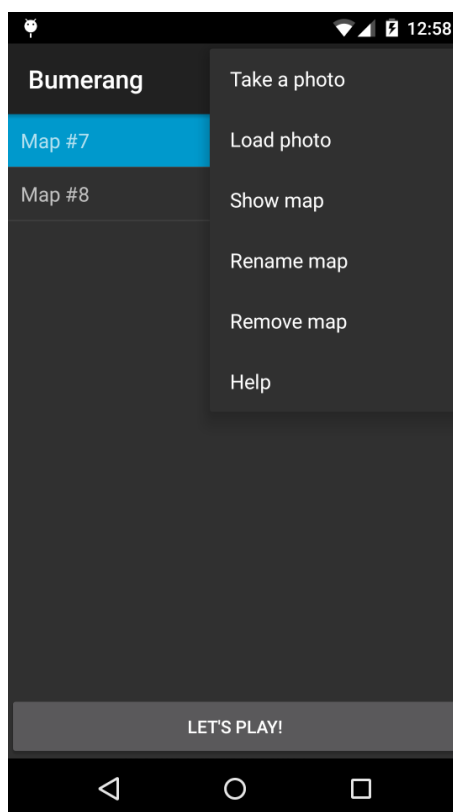 12:58
Bumerang
Take a photo
Map #7
Load photo
Map #8
Show map
Rename map
Remove map
Help
LET'S PLAY!